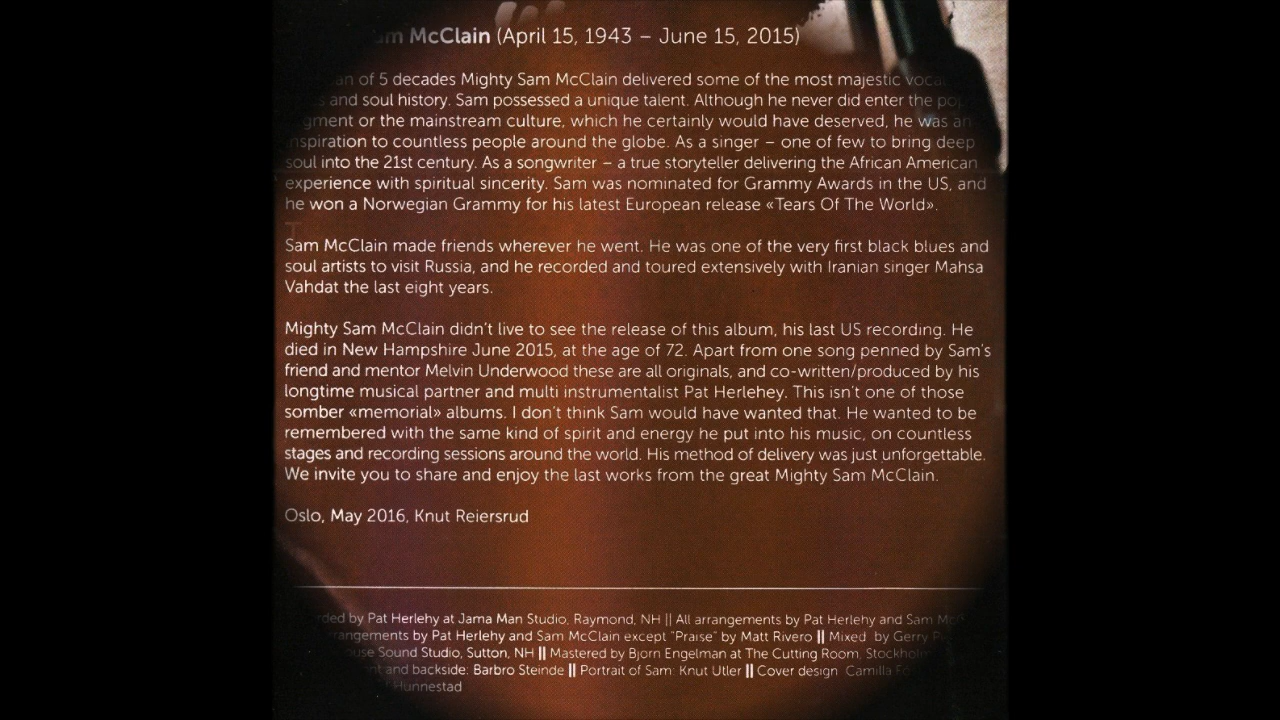 McClain (April 15, 1943 – June 15, 2015)
of 5 decades Mighty Sam McClain delivered some of the most majestic
and soul history. Sam possessed a unique talent. Although he never did enter the
or the mainstream culture, which he certainly would have deserved, he was an
inspiration to countless people around the globe. As a singer – one of few to bring deep
soul into the 21st century. As a songwriter – a true storyteller delivering the African American
experience with spiritual sincerity. Sam was nominated for Grammy Awards in the US, and
he won a Norwegian Grammy for his latest European release «Tears Of The World».
Sam McClain made friends wherever he went. He was one of the very first black blues and
soul artists to visit Russia, and he recorded and toured extensively with Iranian singer Mahsa
Vahdat the last eight years.
Mighty Sam McClain didn't live to see the release of this album, his last US recording. He
died in New Hampshire June 2015, at the age of 72. Apart from one song penned by Sam's
friend and mentor Melvin Underwood these are all originals, and co-written/produced by his
longtime musical partner and multi instrumentalist Pat Herlehey. This isn't one of those
somber «memorial» albums. I don't think Sam would have wanted that. He wanted to be
remembered with the same kind of spirit and energy he put into his music, on countless
stages and recording sessions around the world. His method of delivery was just unforgettable.
We invite you to share and enjoy the last works from the great Mighty Sam McClain.
Oslo, May 2016, Knut Reiersrud
by Pat Herlehy at Jama Man Studio, Raymond, NH || All arrangements by Pat Herlehy and Sam
arrangements by Pat Herlehy and Sam McClain except "Praise" by Matt Rivero || Mixed by Gerry
Sound Studio, Sutton, NH || Mastered by Bjorn Engelman at The Cutting Room, Stockholm
and backside: Barbro Steinde || Portrait of Sam: Knut Utler || Cover design Camilla
Hunnestad